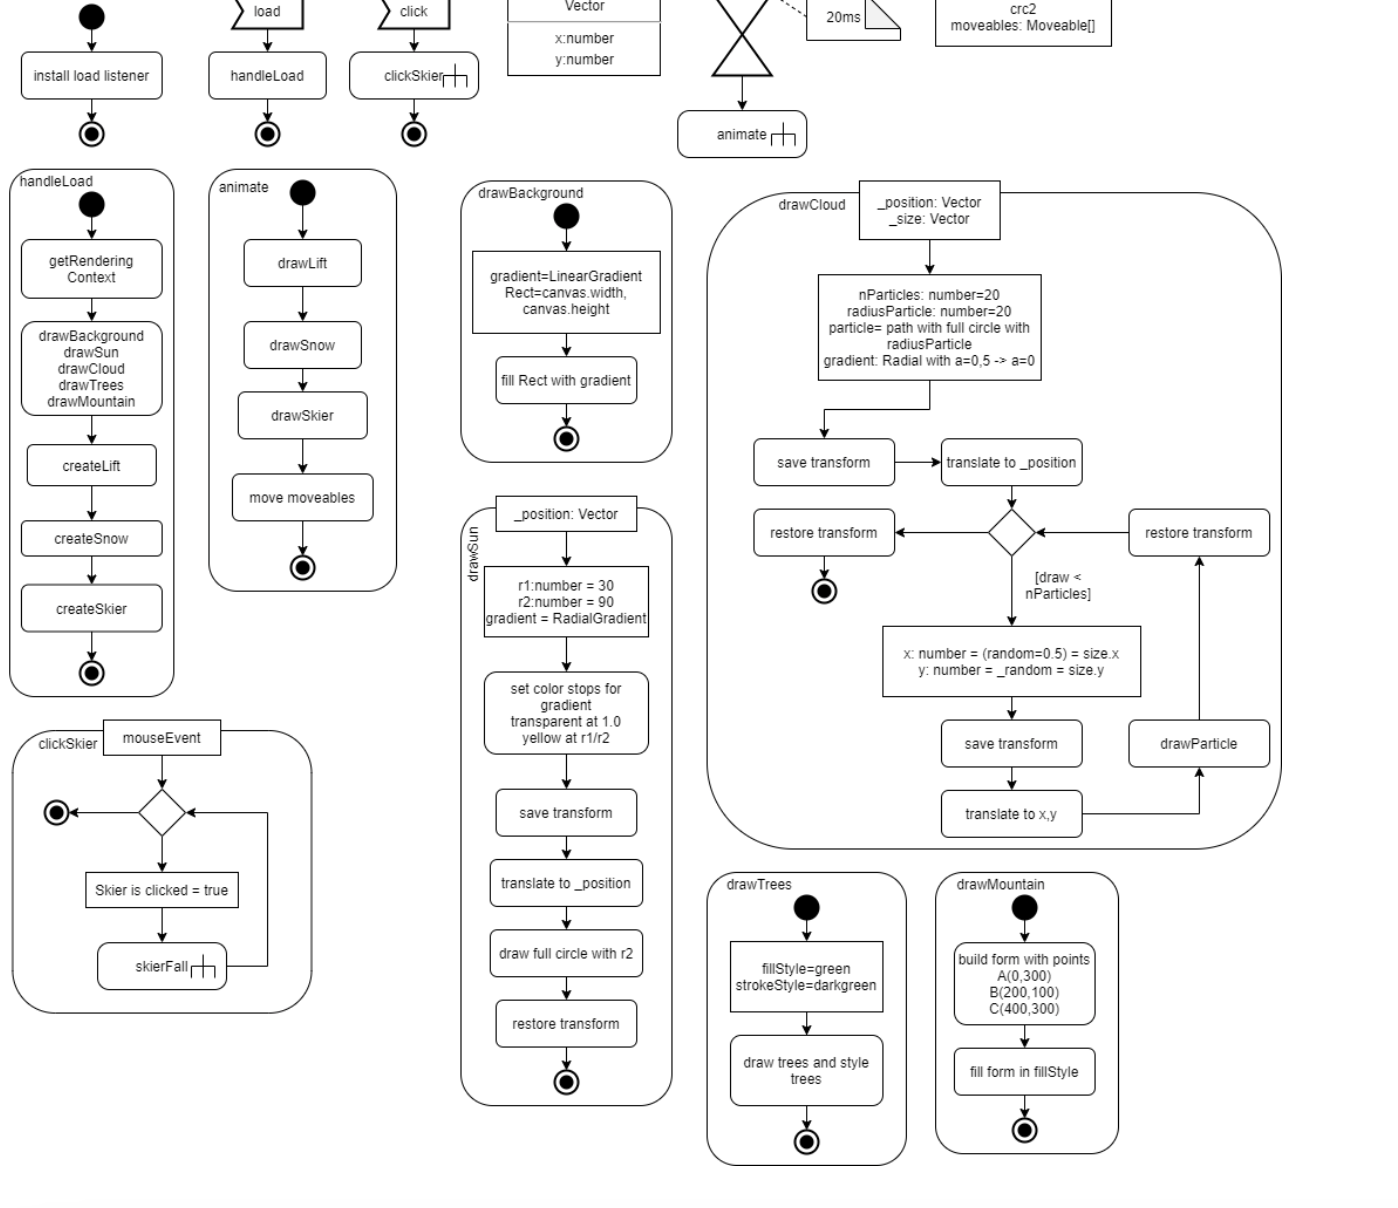 load
click
Vector
x:number
y:number
20ms
crc2
moveables: Moveable[]
install load listener
handleLoad
clickSkier
animate
handleLoad
getRendering
Context
drawBackground
drawSun
drawCloud
drawTrees
drawMountain
createLift
createSnow
createSkier
animate
drawLift
drawSnow
drawSkier
move moveables
drawBackground
gradient=LinearGradient
Rect=canvas.width,
canvas.height
fill Rect with gradient
drawCloud
_position: Vector
_size: Vector
nParticles: number=20
radiusParticle: number=20
particle= path with full circle with
radiusParticle
gradient: Radial with a=0,5 -> a=0
save transform
translate to _position
restore transform
restore transform
[draw <
nParticles]
x: number = (random=0.5) = size.x
y: number = _random = size.y
save transform
drawParticle
translate to x,y
drawSun
_position: Vector
r1:number = 30
r2:number = 90
gradient = RadialGradient
set color stops for
gradient
transparent at 1.0
yellow at r1/r2
save transform
translate to _position
draw full circle with r2
restore transform
clickSkier
mouseEvent
Skier is clicked = true
skierFall
drawTrees
fillStyle=green
strokeStyle=darkgreen
draw trees and style
trees
drawMountain
build form with points
A(0,300)
B(200,100)
C(400,300)
fill form in fillStyle